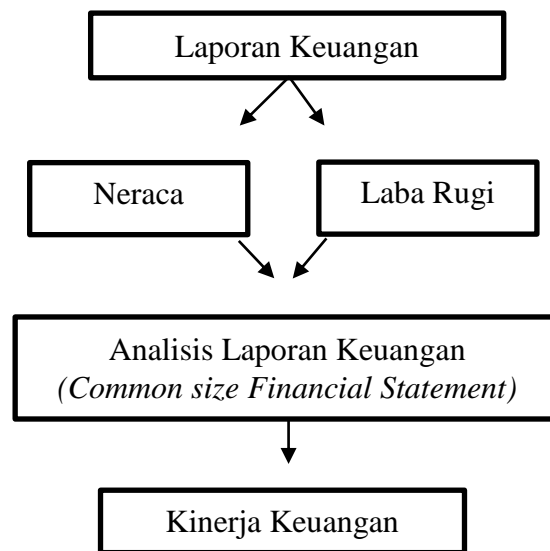 Laporan Keuangan
Neraca
Laba Rugi
Analisis Laporan Keuangan
(Common size Financial Statement)
Kinerja Keuangan